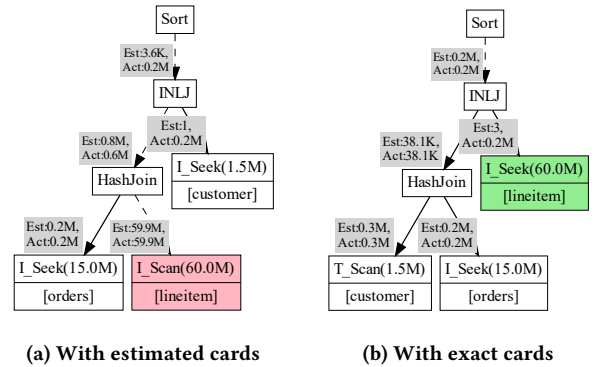 Sort
Est:3.6K,
Act:0.2M
INLJ
Est:0.8M,
Act:0.6M
Est:1,
Act:0.2M
HashJoin
I_Seek(1.5M)
[customer]
Est:0.2M,
Act:0.2M
Est:59.9M,
Act:59.9M
I_Seek(15.0M)
[orders]
I_Scan(60.0M)
[lineitem]
(a) With estimated cards
Sort
Est:0.2M,
Act:0.2M
INLJ
Est:38.1K,
Act:38.1K
Est:3,
Act:0.2M
HashJoin
I_Seek(60.0M)
[lineitem]
Est:0.3M,
Act:0.3M
Est:0.2M,
Act:0.2M
T_Scan(1.5M)
[customer]
I_Seek(15.0M)
[orders]
(b) With exact cards